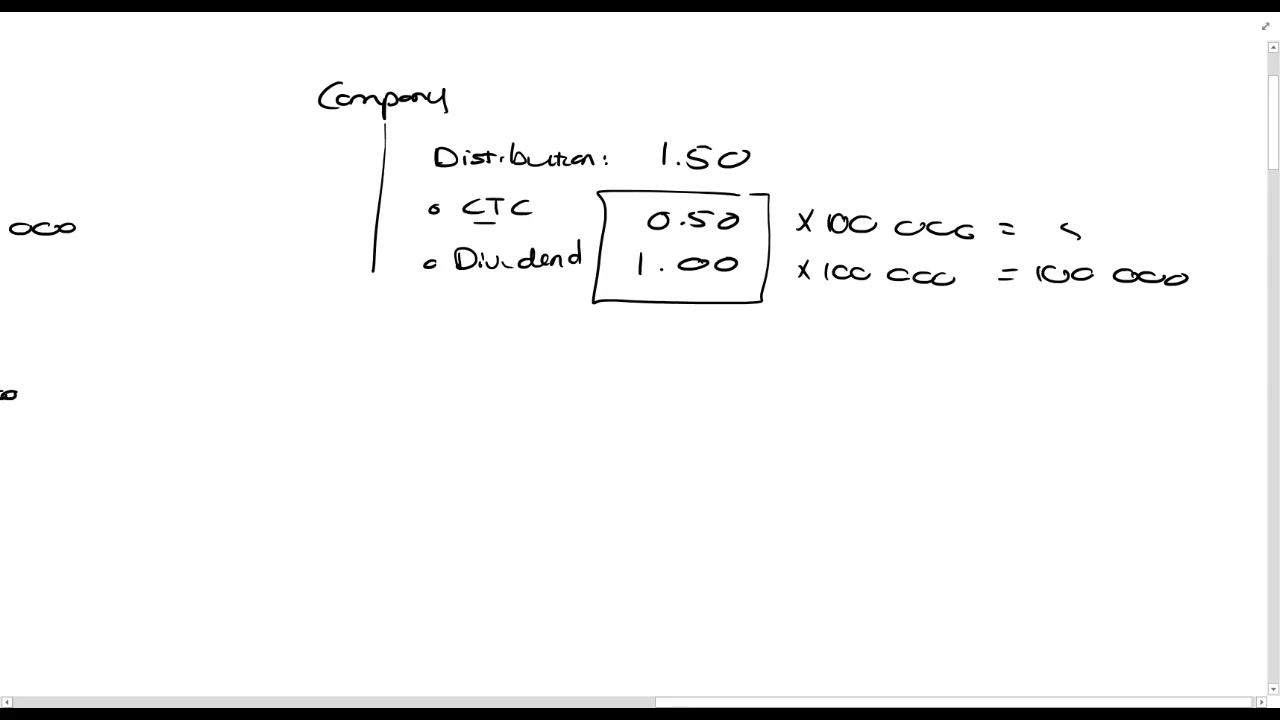 Company
Distribution: 1.50
• CTC 0.50 × 100 000 =
• Dividend 1.00 × 100 000 = 100 000
000